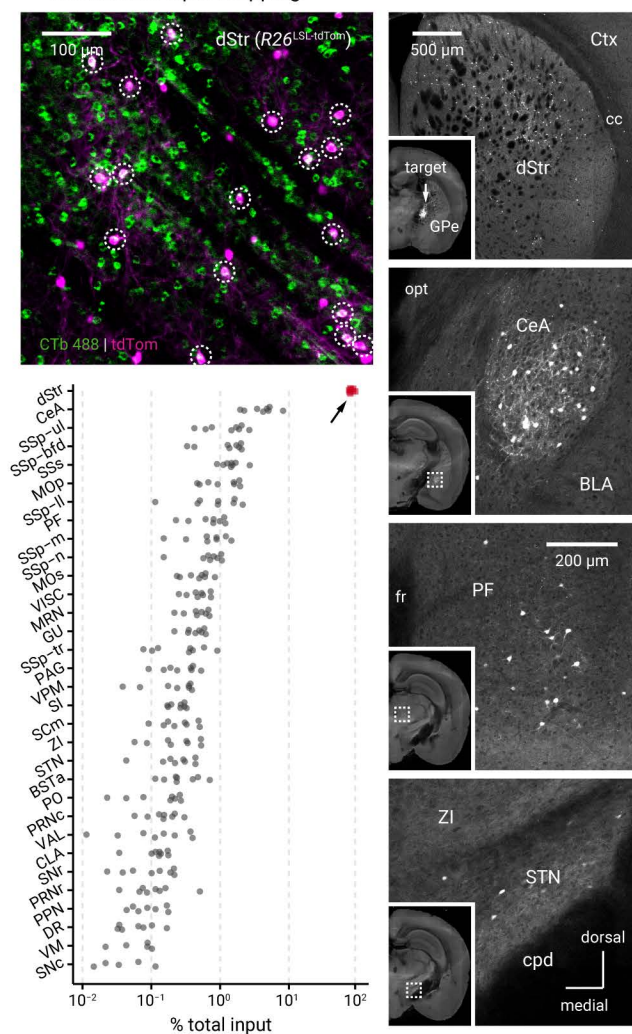 100 µm
dStr (R26LSL-tdTom)
CTb 488 | tdTom
500 µm
Ctx
cc
dStr
target
GPe
opt
CeA
BLA
200 µm
fr
PF
ZI
STN
cpd
dorsal
medial
dStr
CeA
SSp-ul
SSp-bfd
SSs
MOp
SSp-ll
PF
SSp-m
SSp-n
MOs
VISC
MRN
GU
SSp-tr
PAG
VPM
SI
SCm
ZI
STN
BSTa
PO
PRNc
VAL
CLA
SNr
PRNr
PPN
DR
VM
SNc
10⁻² 10⁻¹ 10⁰ 10¹ 10²
% total input